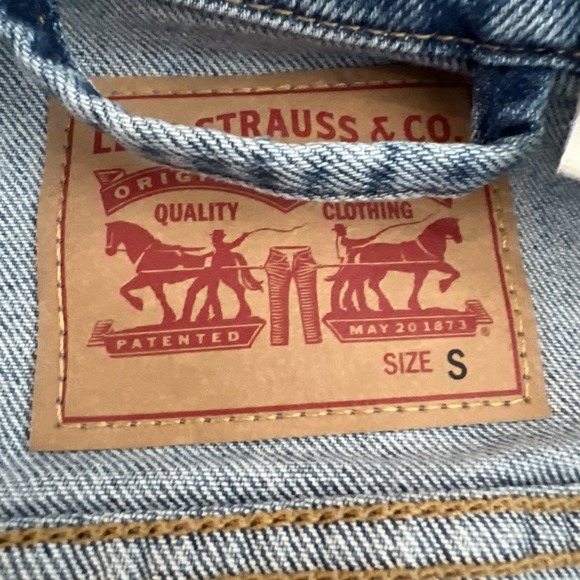 STRAUSS & CO.
QUALITY CLOTHING
PATENTED MAY 20 1873 ®
SIZE S